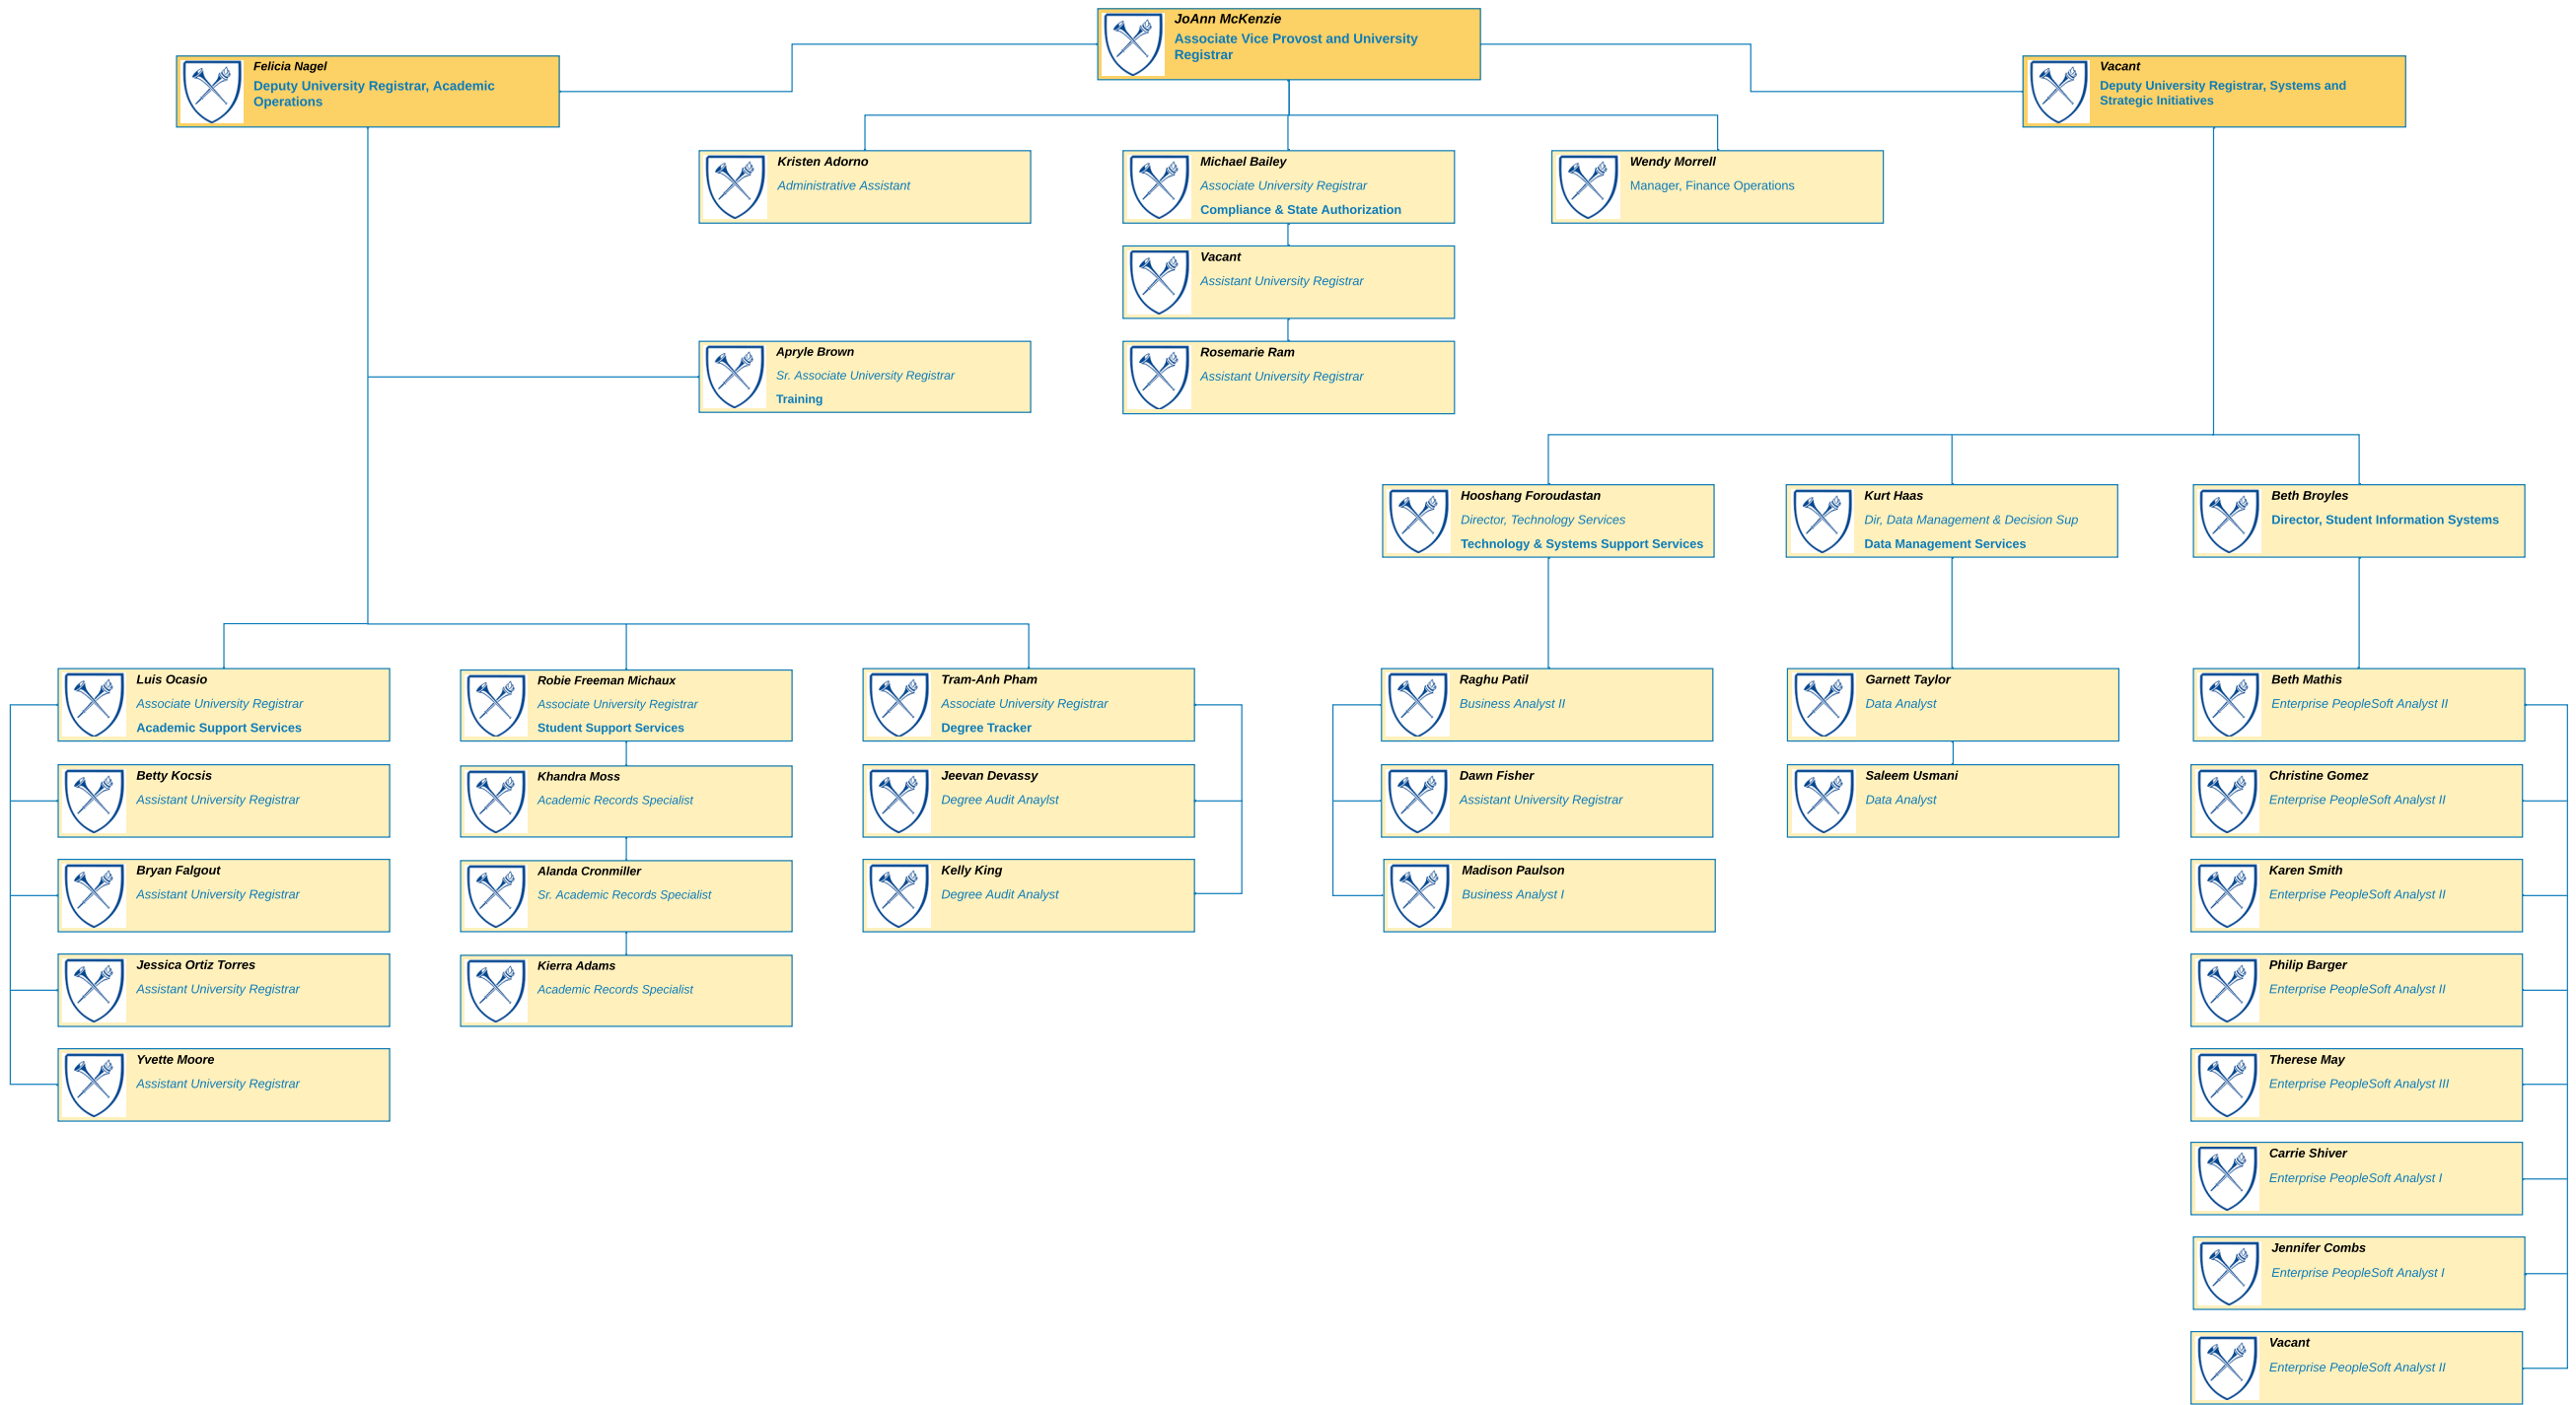 JoAnn McKenzie
Associate Vice Provost and University
Registrar
Felicia Nagel
Deputy University Registrar, Academic
Operations
Vacant
Deputy University Registrar, Systems and
Strategic Initiatives
Kristen Adorno
Administrative Assistant
Michael Bailey
Associate University Registrar
Compliance & State Authorization
Wendy Morrell
Manager, Finance Operations
Vacant
Assistant University Registrar
Apryle Brown
Sr. Associate University Registrar
Training
Rosemarie Ram
Assistant University Registrar
Hooshang Foroudastan
Director, Technology Services
Technology & Systems Support Services
Kurt Haas
Dir, Data Management & Decision Sup
Data Management Services
Beth Broyles
Director, Student Information Systems
Luis Ocasio
Associate University Registrar
Academic Support Services
Robie Freeman Michaux
Associate University Registrar
Student Support Services
Tram-Anh Pham
Associate University Registrar
Degree Tracker
Raghu Patil
Business Analyst II
Garnett Taylor
Data Analyst
Beth Mathis
Enterprise PeopleSoft Analyst II
Betty Kocsis
Assistant University Registrar
Khandra Moss
Academic Records Specialist
Jeevan Devassy
Degree Audit Anaylst
Dawn Fisher
Assistant University Registrar
Saleem Usmani
Data Analyst
Christine Gomez
Enterprise PeopleSoft Analyst II
Bryan Falgout
Assistant University Registrar
Alanda Cronmiller
Sr. Academic Records Specialist
Kelly King
Degree Audit Analyst
Madison Paulson
Business Analyst I
Karen Smith
Enterprise PeopleSoft Analyst II
Jessica Ortiz Torres
Assistant University Registrar
Kierra Adams
Academic Records Specialist
Philip Barger
Enterprise PeopleSoft Analyst II
Yvette Moore
Assistant University Registrar
Therese May
Enterprise PeopleSoft Analyst III
Carrie Shiver
Enterprise PeopleSoft Analyst I
Jennifer Combs
Enterprise PeopleSoft Analyst I
Vacant
Enterprise PeopleSoft Analyst II